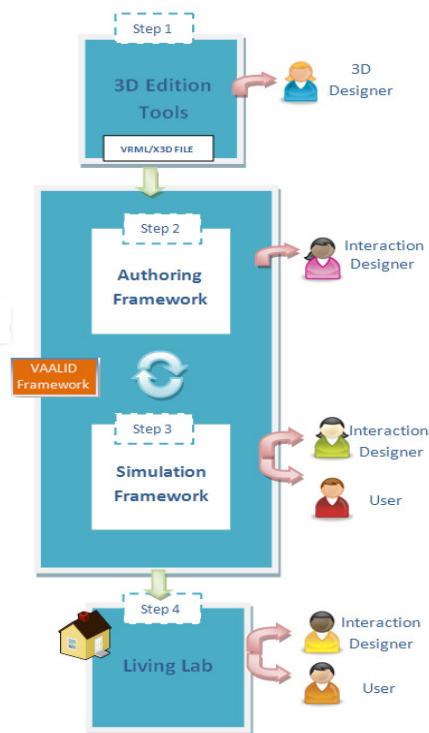 Step 1
3D Edition
Tools
VRML/X3D FILE
3D
Designer
Step 2
Authoring
Framework
Interaction
Designer
VAALID
Framework
Step 3
Simulation
Framework
Interaction
Designer
User
Step 4
Living Lab
Interaction
Designer
User